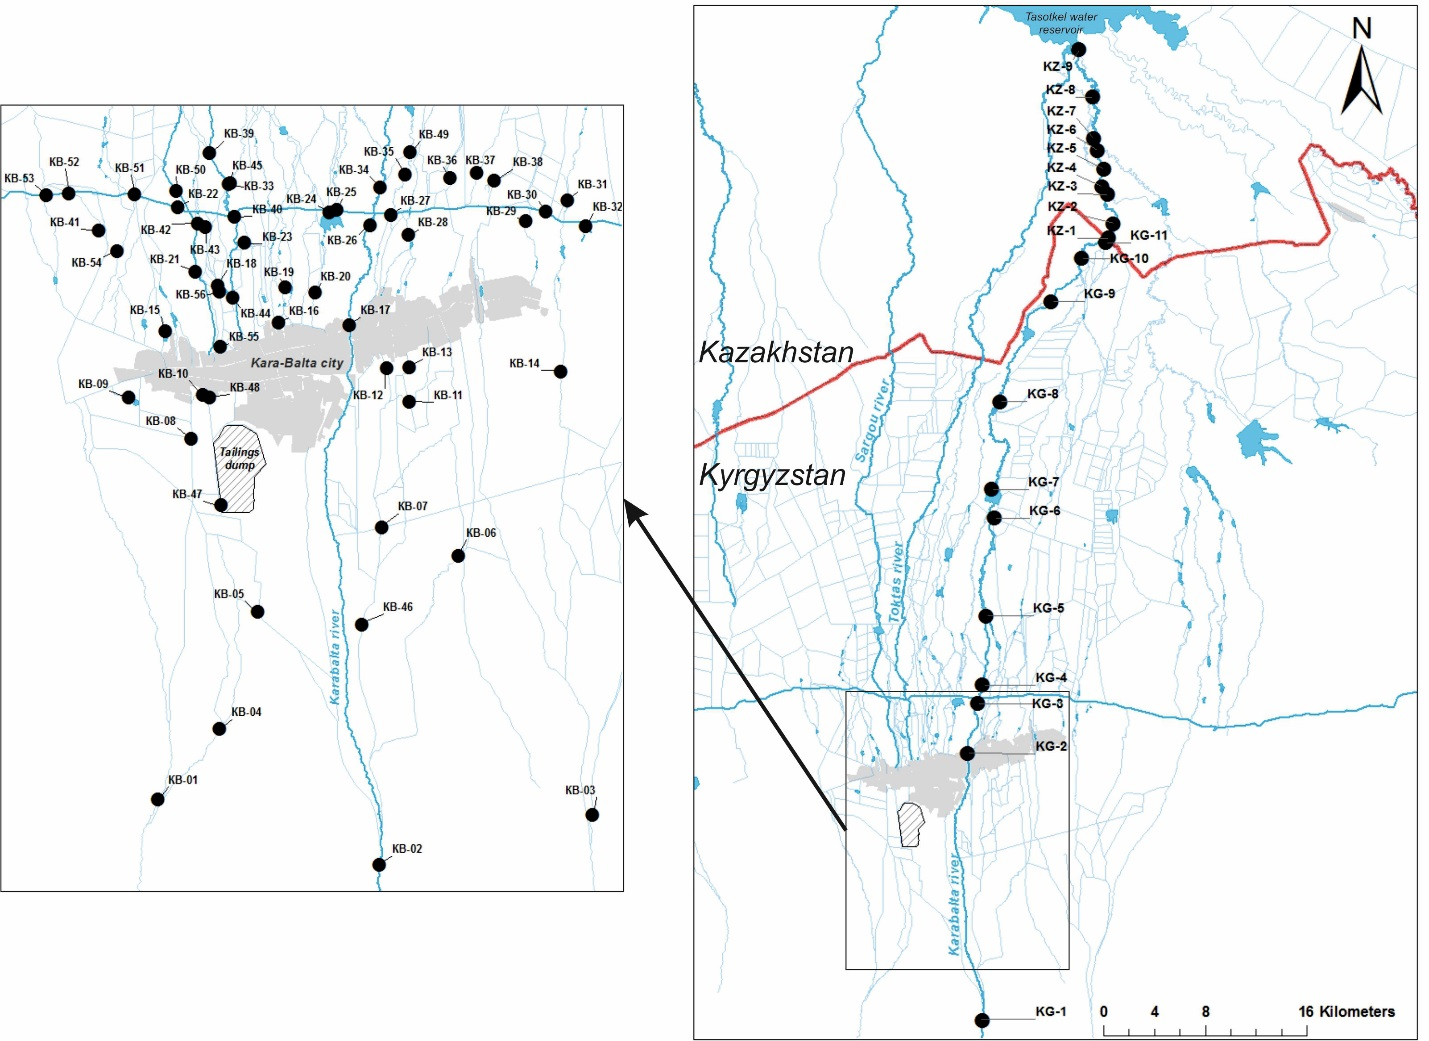 KB-39
KB-49
KB-52
KB-51
KB-50
KB-45
KB-35
KB-36
KB-37
KB-38
KB-53
KB-22
KB-33
KB-34
KB-25
KB-24
KB-27
KB-30
KB-31
KB-41
KB-42
KB-40
KB-29
KB-32
KB-28
KB-26
KB-43
KB-23
KB-54
KB-21
KB-18
KB-19
KB-20
KB-56
KB-15
KB-44
KB-16
KB-17
KB-55
Kara-Balta city
KB-13
KB-14
KB-10
KB-09
KB-48
KB-12
KB-11
KB-08
Tailings
dump
KB-47
KB-07
KB-06
KB-05
KB-46
Karabalta river
KB-04
KB-01
KB-03
KB-02
Tasotkel water
reservoir
N
KZ-9
KZ-8
KZ-7
KZ-6
KZ-5
KZ-4
KZ-3
KZ-2
KZ-1
KG-11
KG-10
KG-9
Kazakhstan
KG-8
Sargou river
Kyrgyzstan
KG-7
KG-6
Toktas river
KG-5
KG-4
KG-3
KG-2
Karabalta river
KG-1
0 4 8 16 Kilometers